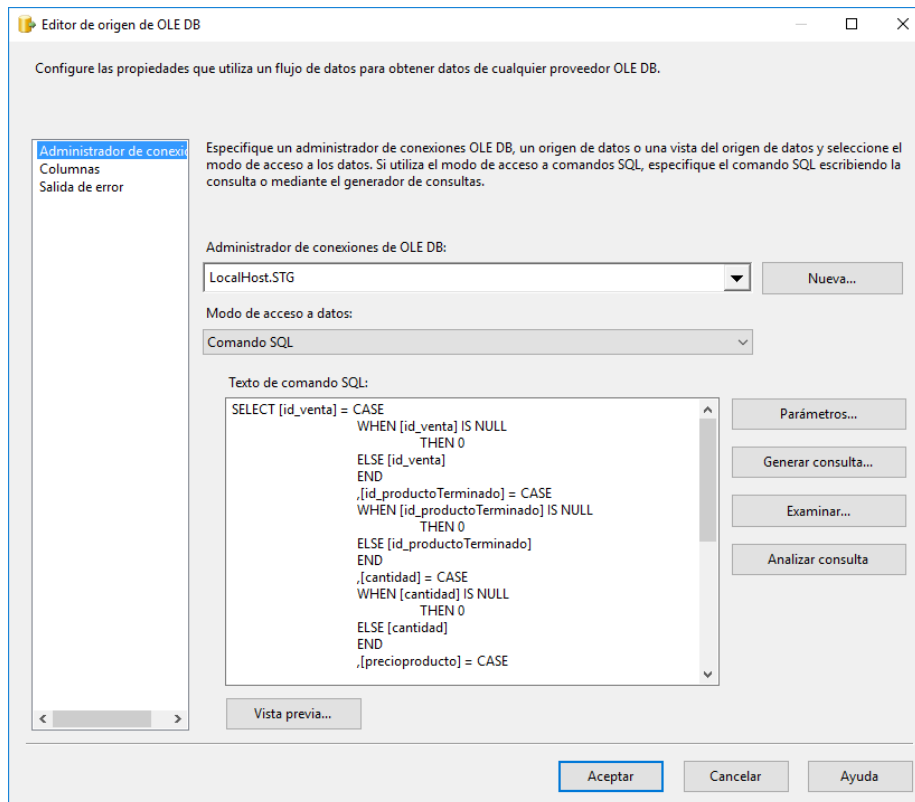 Editor de origen de OLE DB
Configure las propiedades que utiliza un flujo de datos para obtener datos de cualquier proveedor OLE DB.
Administrador de conexi
Columnas
Salida de error
Especifique un administrador de conexiones OLE DB, un origen de datos o una vista del origen de datos y seleccione el
modo de acceso a los datos. Si utiliza el modo de acceso a comandos SQL, especifique el comando SQL escribiendo la
consulta o mediante el generador de consultas.
Administrador de conexiones de OLE DB:
LocalHost.STG
Nueva...
Modo de acceso a datos:
Comando SQL
Texto de comando SQL:
SELECT [id_venta] = CASE
WHEN [id_venta] IS NULL
THEN 0
ELSE [id_venta]
END
,[id_productoTerminado] = CASE
WHEN [id_productoTerminado] IS NULL
THEN 0
ELSE [id_productoTerminado]
END
,[cantidad] = CASE
WHEN [cantidad] IS NULL
THEN 0
ELSE [cantidad]
END
,[precioproducto] = CASE
Parámetros...
Generar consulta...
Examinar...
Analizar consulta
Vista previa...
Aceptar
Cancelar
Ayuda